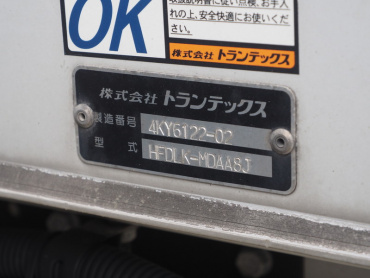 取扱説明書に従い点検、お手入
れの上、安全快適にお使いくだ
さい。
OK
株式会社 トランテックス
株式会社 トランテックス
製造番号 4KY6122-02
型式 HFDLK-MDAA8J